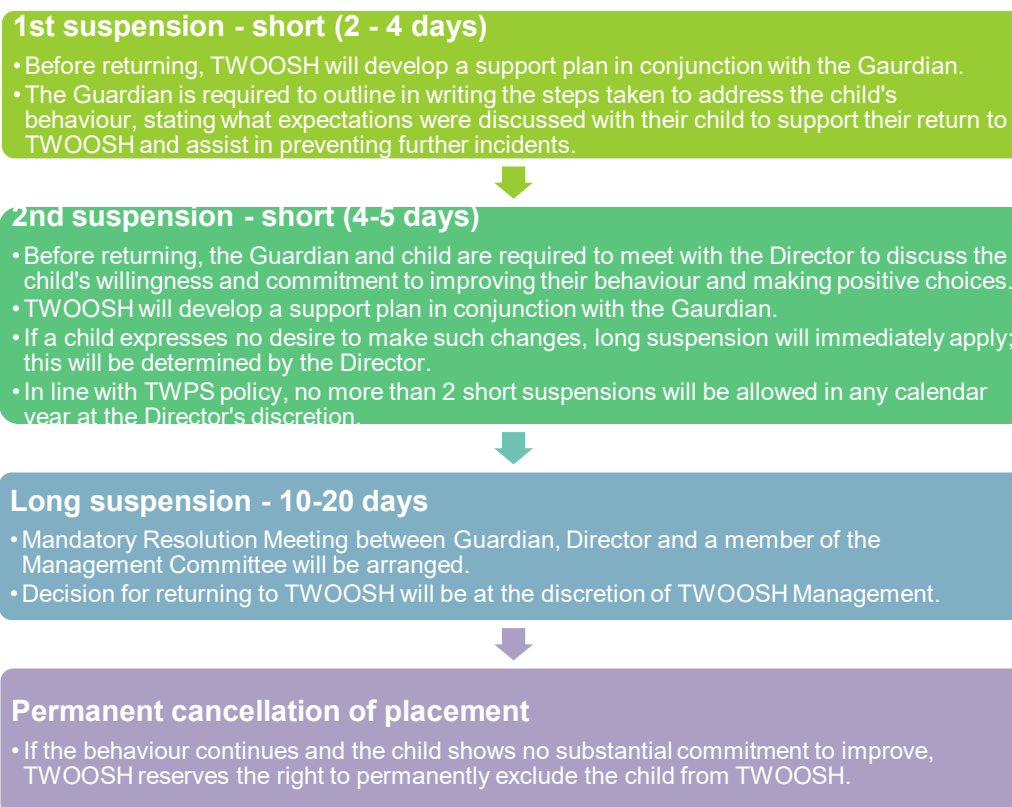 1st suspension - short (2 - 4 days)
• Before returning, TWOOSH will develop a support plan in conjunction with the Gaurdian.
• The Guardian is required to outline in writing the steps taken to address the child's
behaviour, stating what expectations were discussed with their child to support their return to
TWOOSH and assist in preventing further incidents.
2nd suspension - short (4-5 days)
• Before returning, the Guardian and child are required to meet with the Director to discuss the
child's willingness and commitment to improving their behaviour and making positive choices.
• TWOOSH will develop a support plan in conjunction with the Gaurdian.
• If a child expresses no desire to make such changes, long suspension will immediately apply;
this will be determined by the Director.
• In line with TWPS policy, no more than 2 short suspensions will be allowed in any calendar
year at the Director's discretion.
Long suspension - 10-20 days
• Mandatory Resolution Meeting between Guardian, Director and a member of the
Management Committee will be arranged.
• Decision for returning to TWOOSH will be at the discretion of TWOOSH Management.
Permanent cancellation of placement
• If the behaviour continues and the child shows no substantial commitment to improve,
TWOOSH reserves the right to permanently exclude the child from TWOOSH.